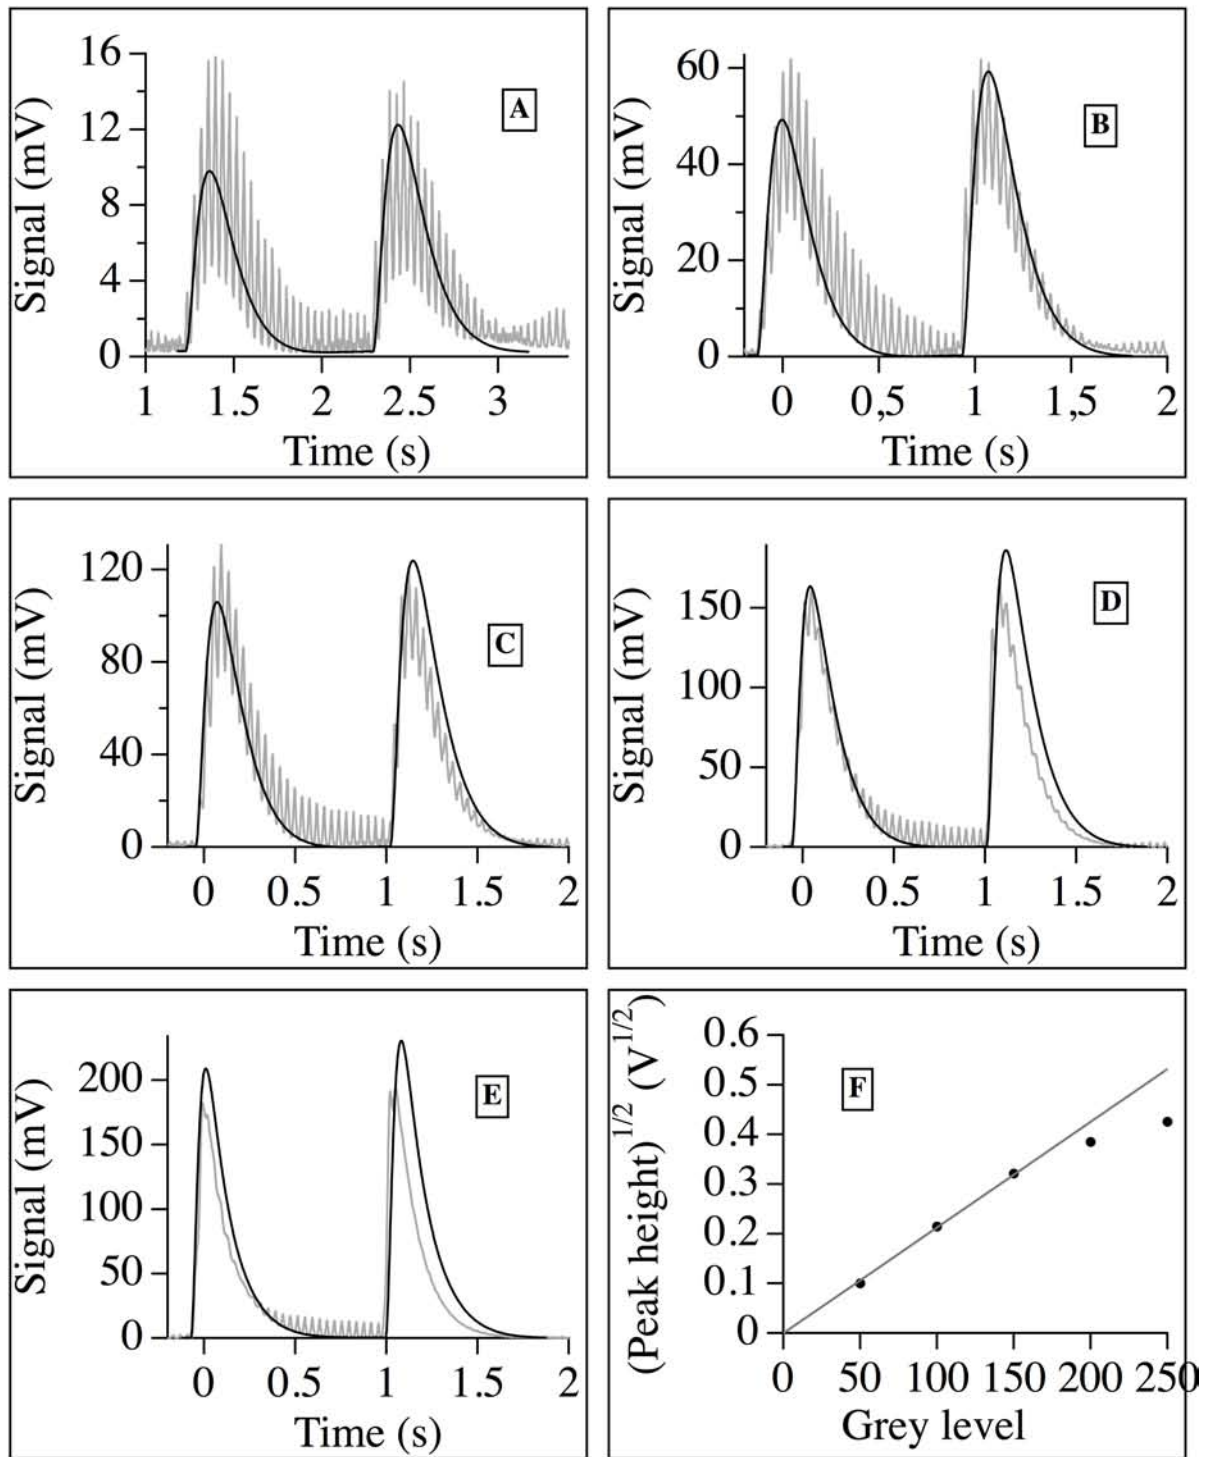 16
12
8
4
0
1 1.5 2 2.5 3
Time (s)
Signal (mV)
A
60
40
20
0
0 0,5 1 1,5 2
Time (s)
Signal (mV)
B
120
80
40
0
0 0.5 1 1.5 2
Time (s)
Signal (mV)
C
150
100
50
0
0 0.5 1 1.5 2
Time (s)
Signal (mV)
D
200
150
100
50
0
0 0.5 1 1.5 2
Time (s)
Signal (mV)
E
0.6
0.5
0.4
0.3
0.2
0.1
0
0 50 100 150 200 250
Grey level
(Peak height)^1/2 (V^1/2)
F